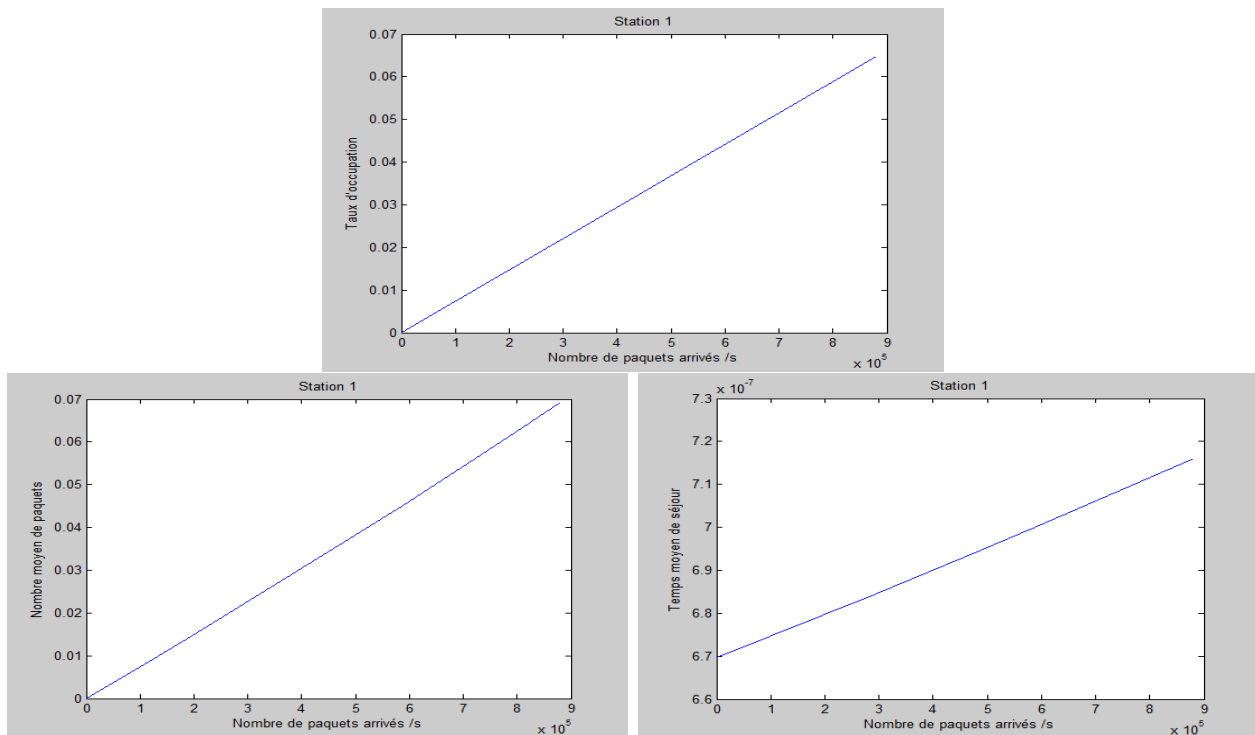 Station 1
0.07
0.06
0.05
0.04
0.03
0.02
0.01
0
0 1 2 3 4 5 6 7 8 9
x 10^5
Taux d'occupation
Nombre de paquets arrivés /s
Station 1
0.07
0.06
0.05
0.04
0.03
0.02
0.01
0
0 1 2 3 4 5 6 7 8 9
x 10^5
Nombre moyen de paquets
Nombre de paquets arrivés /s
Station 1
x 10^-7
7.3
7.2
7.1
7
6.9
6.8
6.7
6.6
0 1 2 3 4 5 6 7 8 9
x 10^5
Temps moyen de séjour
Nombre de paquets arrivés /s